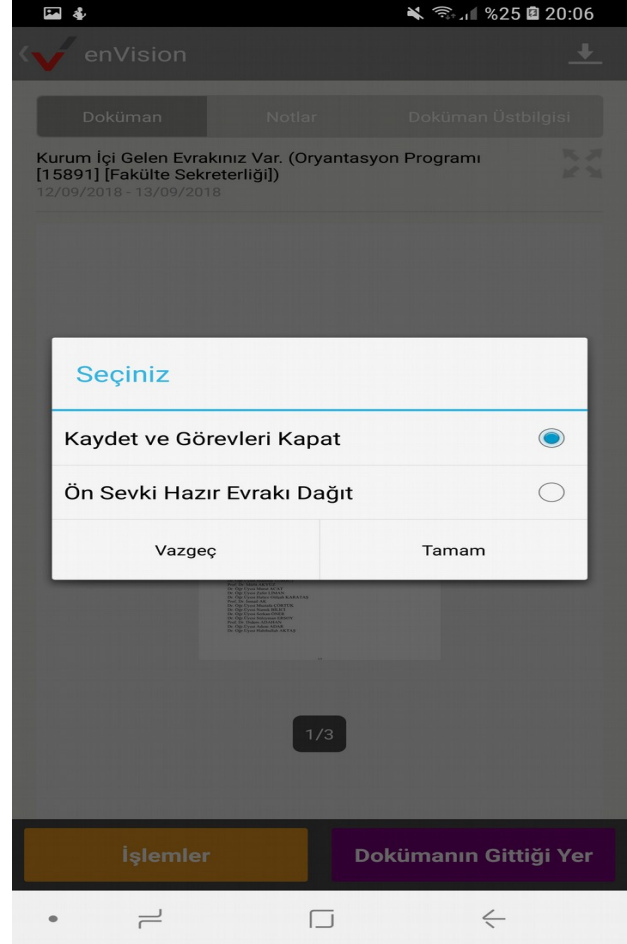 %25 20:06
enVision
Doküman Notlar Doküman Üstbilgisi
Kurum İçi Gelen Evrakınız Var. (Oryantasyon Programı
[15891] [Fakülte Sekreterliği])
12/09/2018 - 13/09/2018
Seçiniz
Kaydet ve Görevleri Kapat
Ön Sevki Hazır Evrakı Dağıt
Vazgeç Tamam
1/3
İşlemler Dokümanın Gittiği Yer